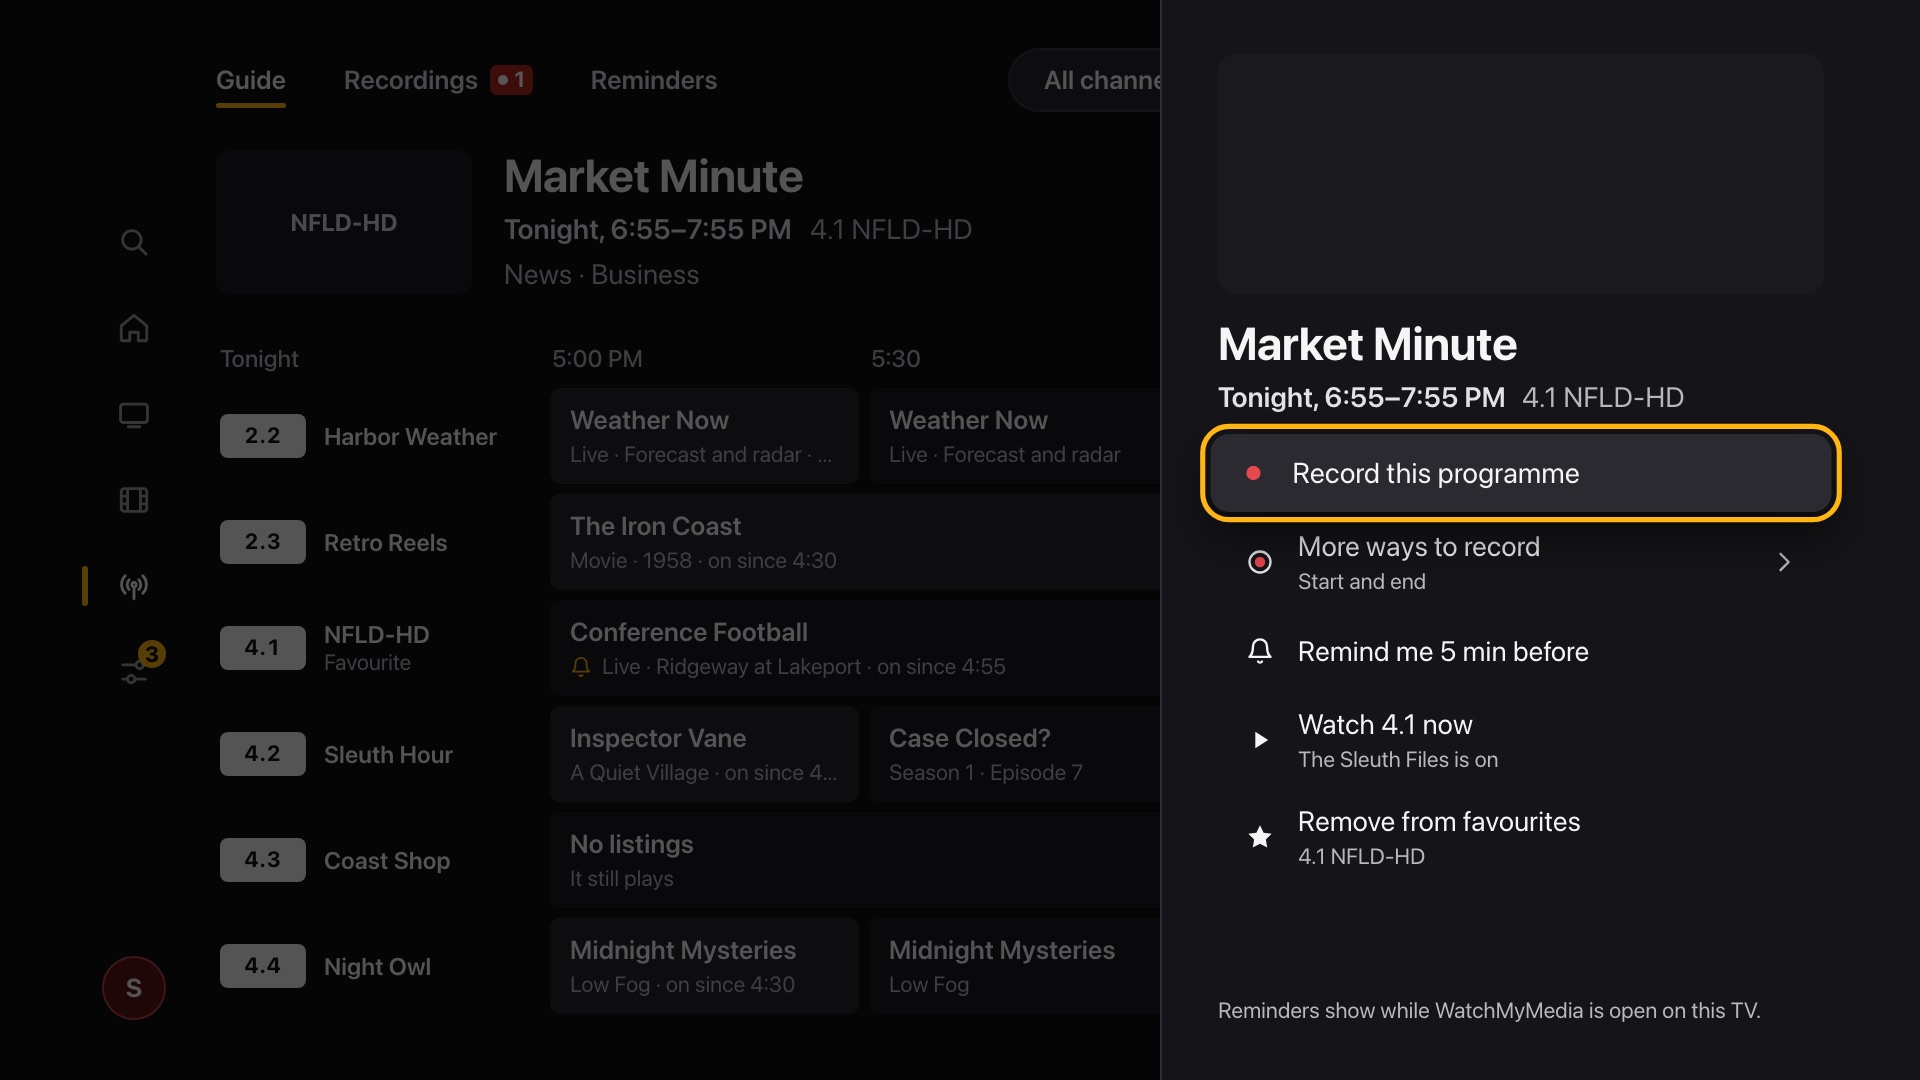 Guide
Recordings
1
Reminders
All channe
NFLD-HD
Market Minute
Tonight, 6:55–7:55 PM 4.1 NFLD-HD
News · Business
Tonight
5:00 PM
5:30
2.2
Harbor Weather
Weather Now
Live · Forecast and radar · ...
Weather Now
Live · Forecast and radar
2.3
Retro Reels
The Iron Coast
Movie · 1958 · on since 4:30
4.1
NFLD-HD
Favourite
Conference Football
Live · Ridgeway at Lakeport · on since 4:55
3
4.2
Sleuth Hour
Inspector Vane
A Quiet Village · on since 4...
Case Closed?
Season 1 · Episode 7
4.3
Coast Shop
No listings
It still plays
4.4
Night Owl
Midnight Mysteries
Low Fog · on since 4:30
Midnight Mysteries
Low Fog
S
Market Minute
Tonight, 6:55–7:55 PM 4.1 NFLD-HD
Record this programme
More ways to record
Start and end
Remind me 5 min before
Watch 4.1 now
The Sleuth Files is on
Remove from favourites
4.1 NFLD-HD
Reminders show while WatchMyMedia is open on this TV.